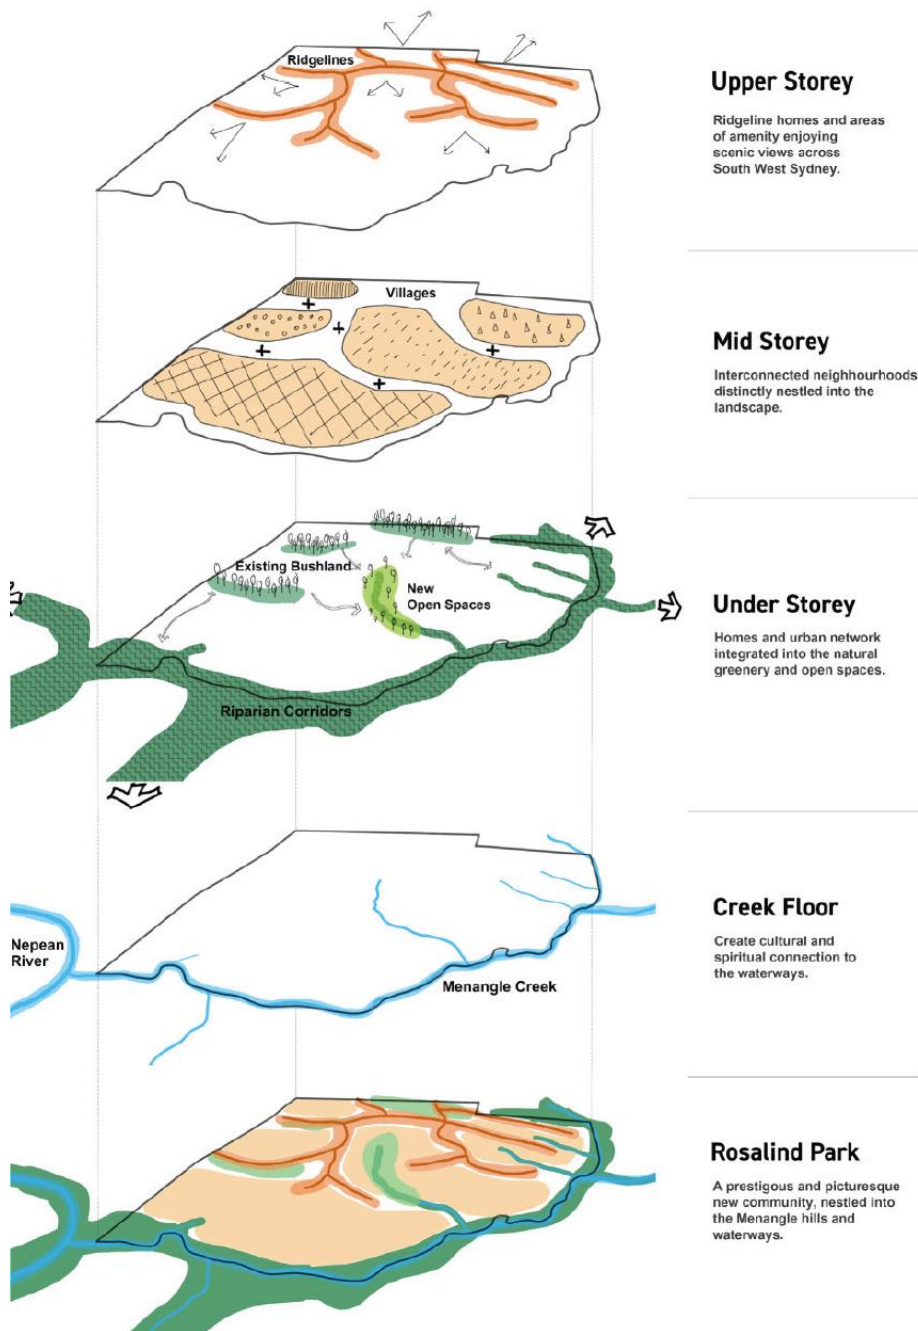 Ridgelines
Upper Storey
Ridgeline homes and areas
of amenity enjoying
scenic views across
South West Sydney.
Villages
Mid Storey
Interconnected neighhourhoods
distinctly nestled into the
landscape.
Existing Bushland
New
Open Spaces
Riparian Corridors
Under Storey
Homes and urban network
integrated into the natural
greenery and open spaces.
Nepean
River
Menangle Creek
Creek Floor
Create cultural and
spiritual connection to
the waterways.
Rosalind Park
A prestigous and picturesque
new community, nestled into
the Menangle hills and
waterways.